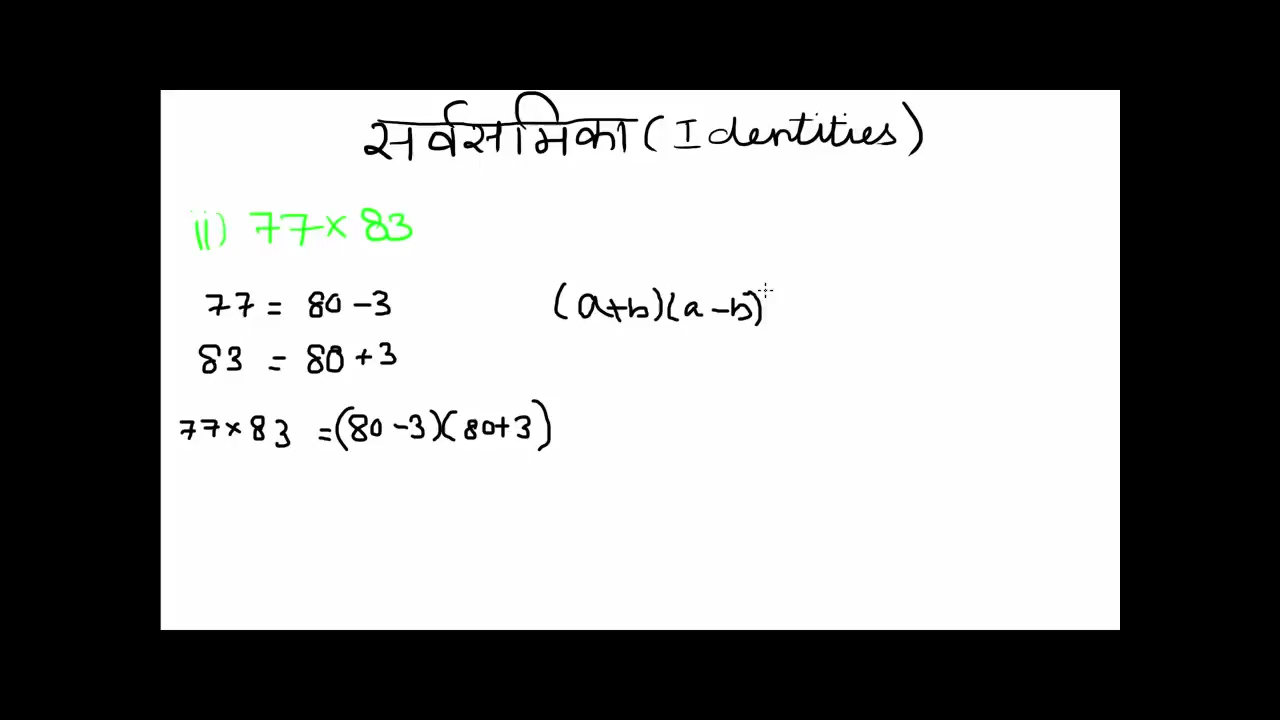 सर्वसमिका (Identities)
ii) 77 × 83
77 = 80 - 3
(a+b)(a-b)
83 = 80 + 3
77 × 83 = (80 - 3)(80 + 3)